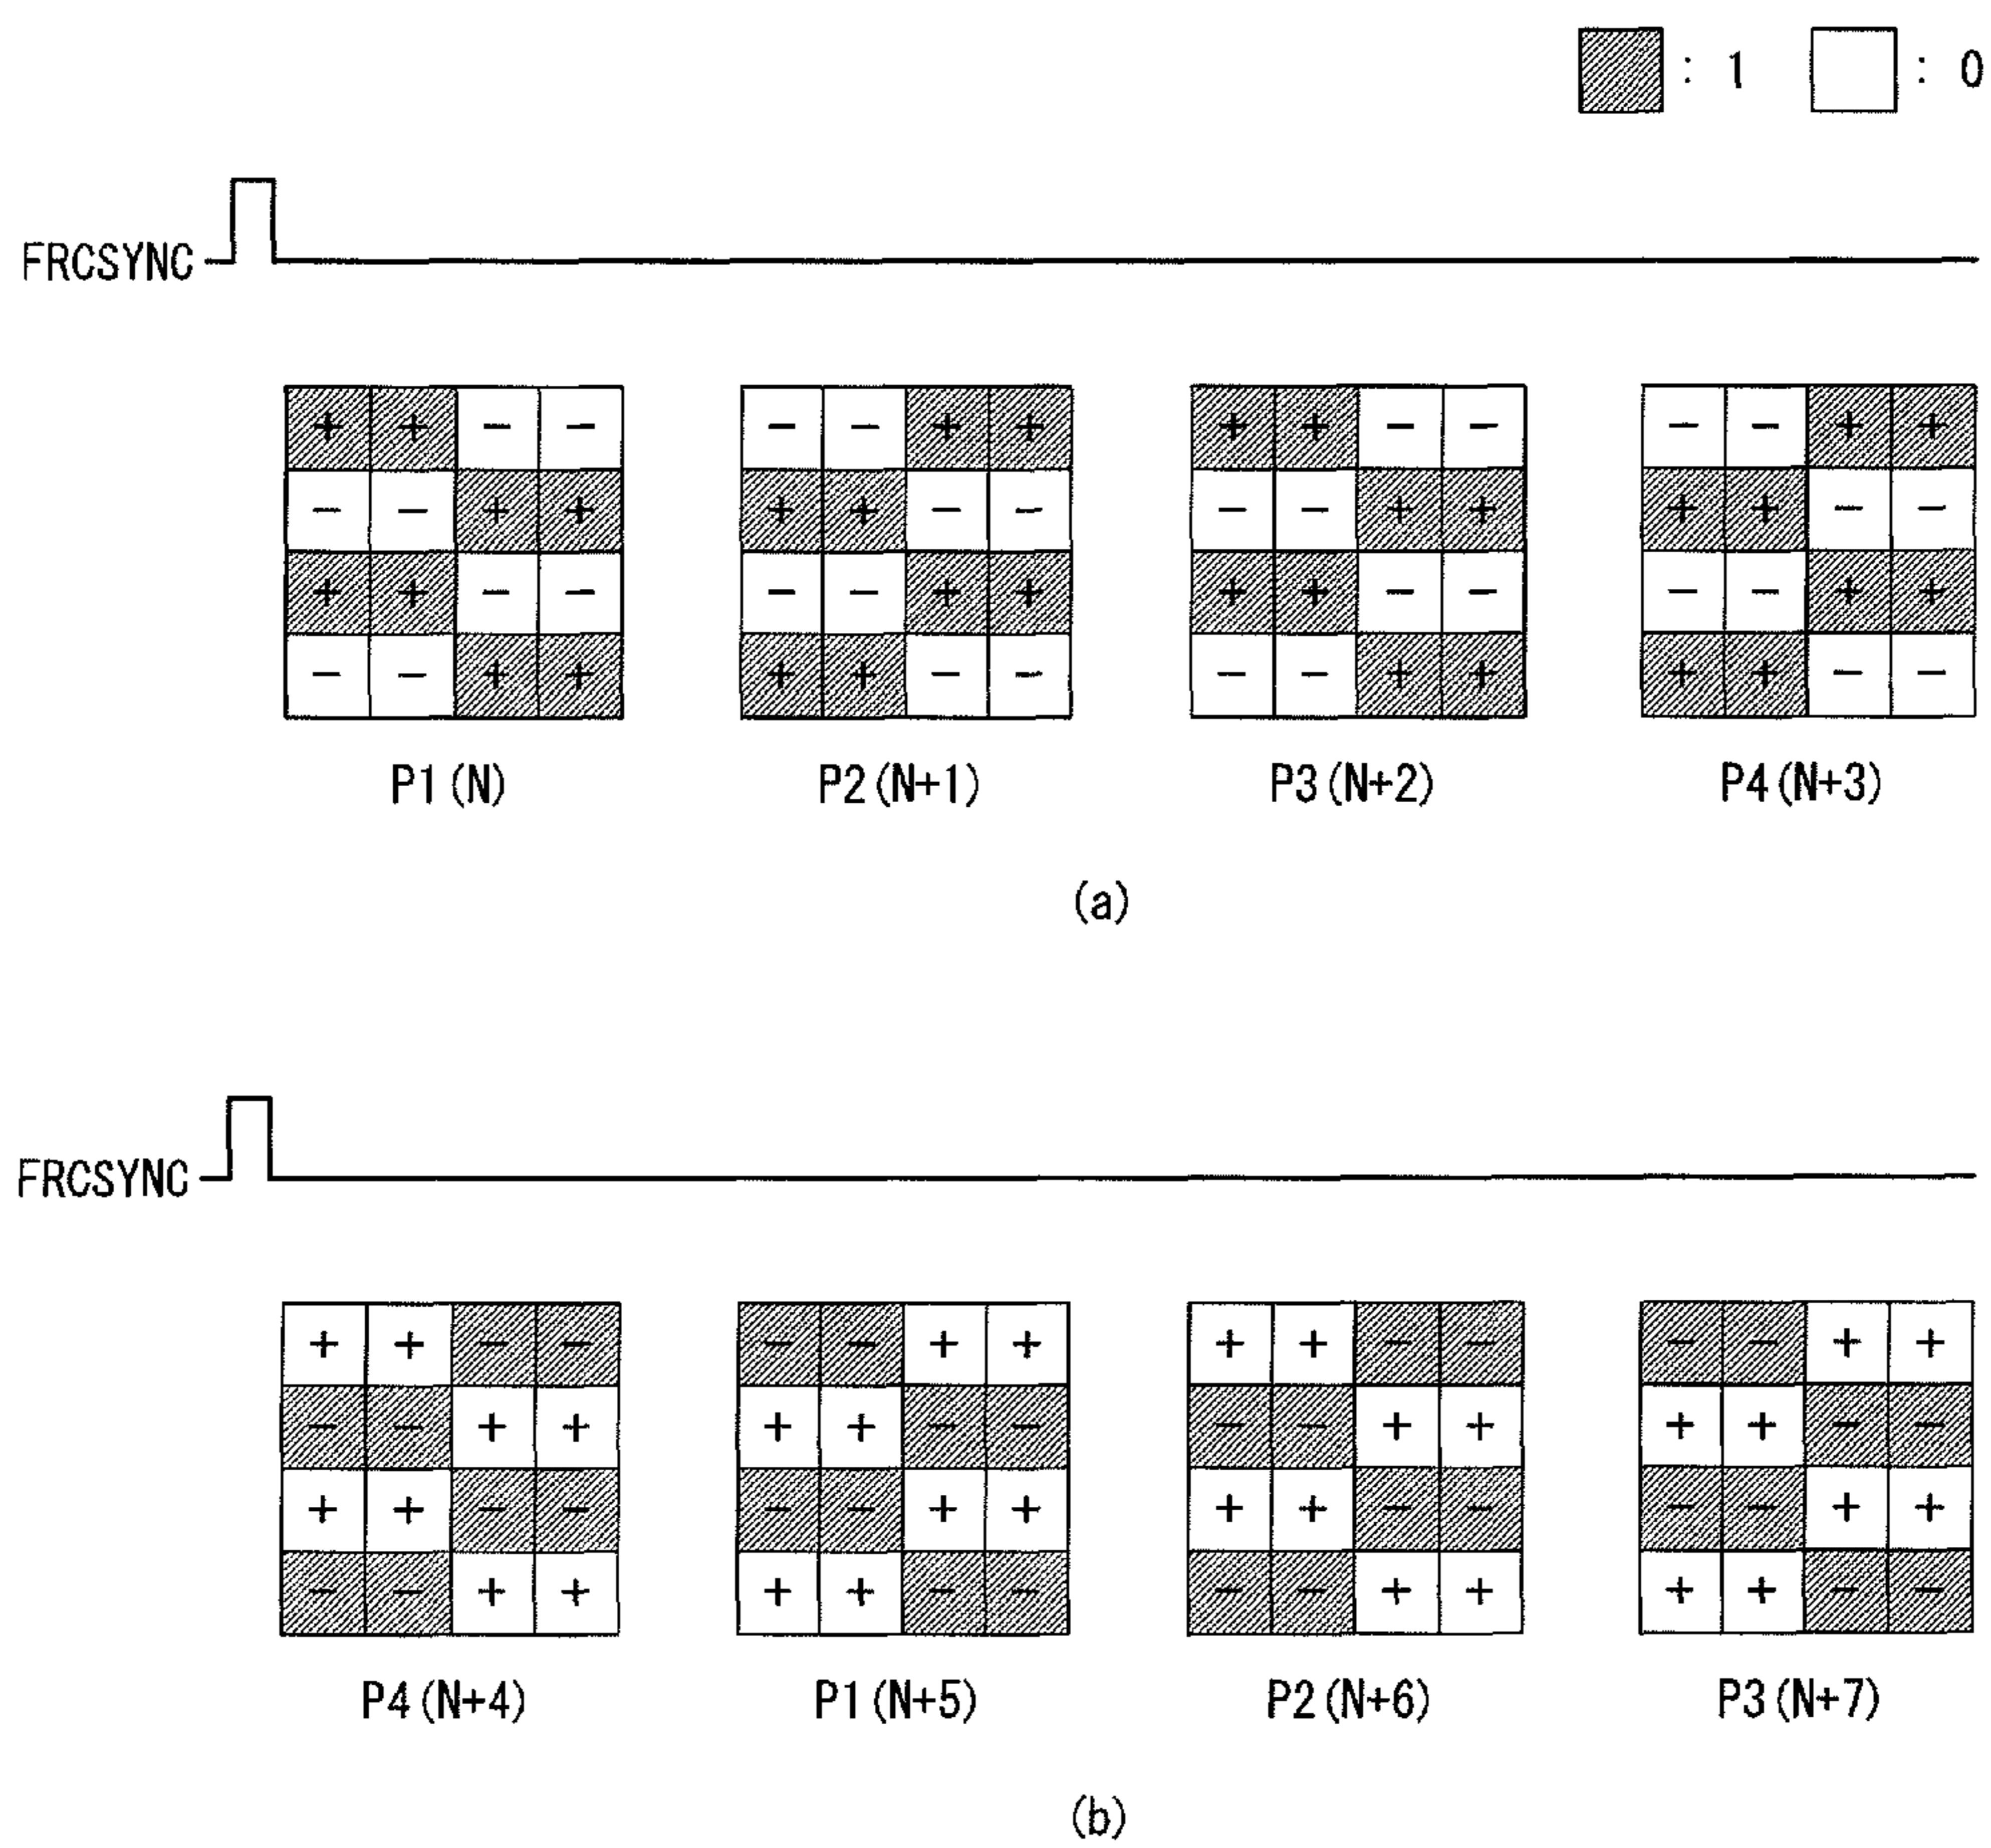 : 1 : 0
FRCSYNC
+ + − − − − + + + + − − − − + +
− − + + + + − − − − + + + + − −
+ + − − − − + + + + − − − − + +
− − + + + + − − − − + + + + − −
P1(N) P2(N+1) P3(N+2) P4(N+3)
(a)
FRCSYNC
+ + − − − − + + + + − − − − + +
− − + + + + − − − − + + + + − −
+ + − − − − + + + + − − − − + +
− − + + + + − − − − + + + + − −
P4(N+4) P1(N+5) P2(N+6) P3(N+7)
(b)